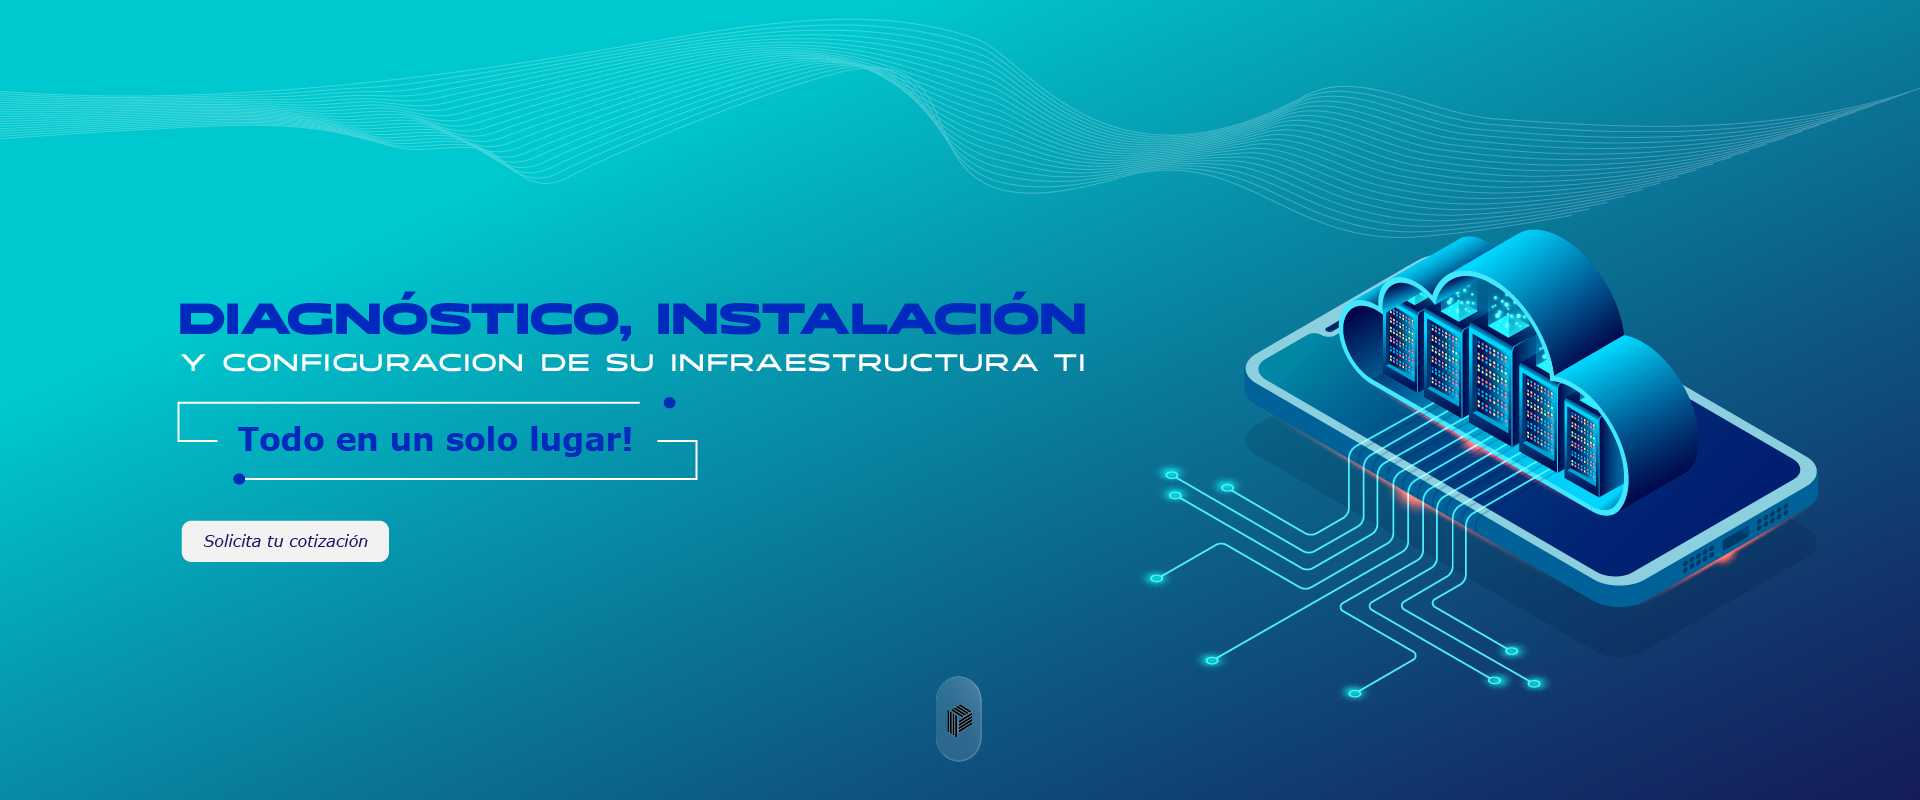 DIAGNÓSTICO, INSTALACIÓN
Y CONFIGURACION DE SU INFRAESTRUCTURA TI
Todo en un solo lugar!
Solicita tu cotización